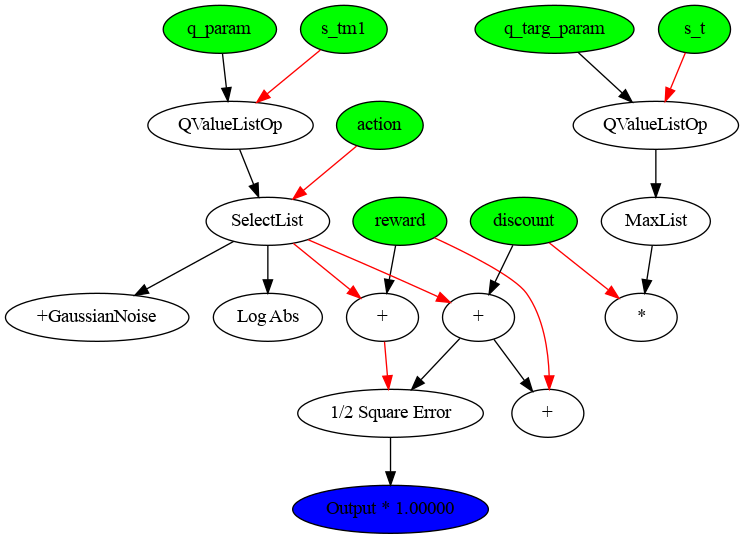 q_param
s_tm1
q_targ_param
s_t
QValueListOp
action
QValueListOp
SelectList
reward
discount
MaxList
+GaussianNoise
Log Abs
+
+
*
1/2 Square Error
+
Output * 1.00000